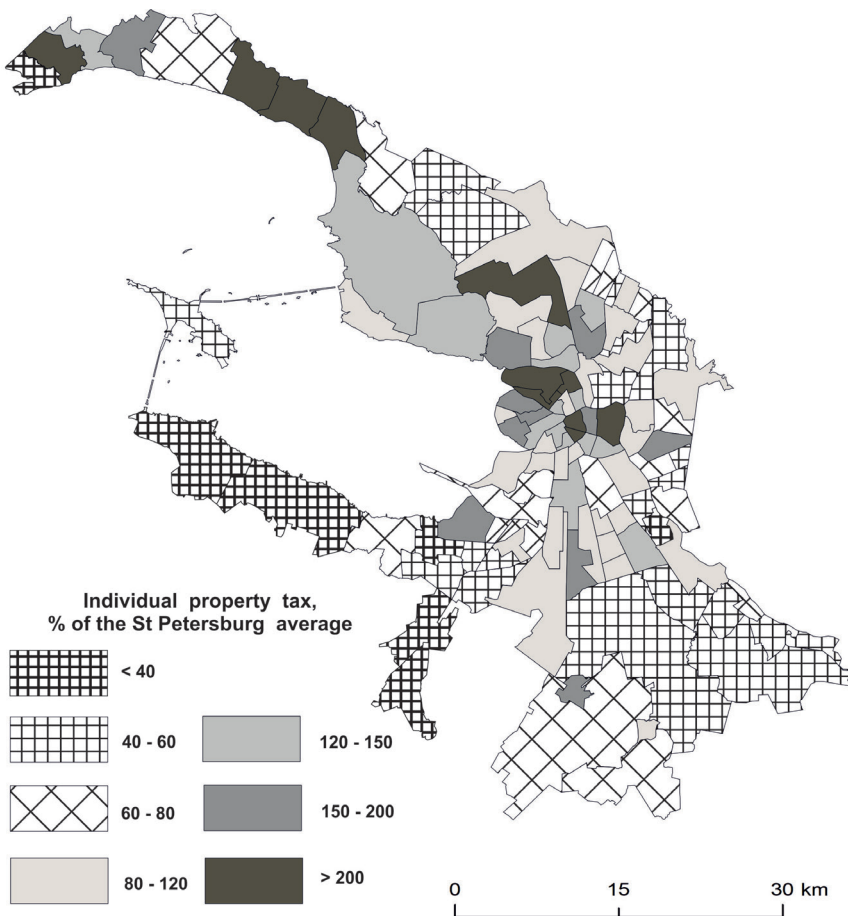 Individual property tax,
% of the St Petersburg average
< 40
40 - 60
120 - 150
60 - 80
150 - 200
80 - 120
> 200
0 15 30 km